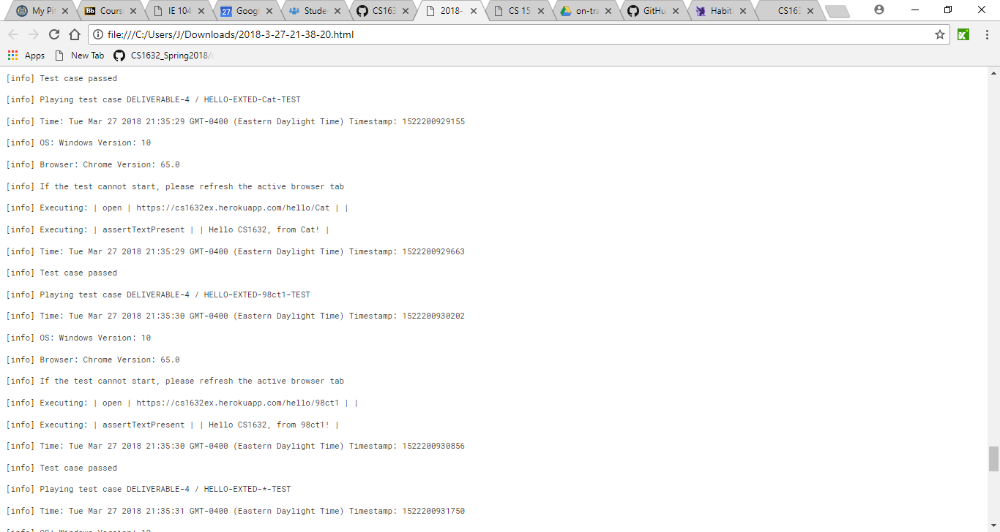 My Pi
Cours
IE 104
Googl
Stude
CS163
2018-
CS 15
on-tra
GitHu
Habiti
CS163
file:///C:/Users/J/Downloads/2018-3-27-21-38-20.html
Apps
New Tab
CS1632_Spring2018/
[info] Test case passed
[info] Playing test case DELIVERABLE-4 / HELLO-EXTED-Cat-TEST
[info] Time: Tue Mar 27 2018 21:35:29 GMT-0400 (Eastern Daylight Time) Timestamp: 1522200929155
[info] OS: Windows Version: 10
[info] Browser: Chrome Version: 65.0
[info] If the test cannot start, please refresh the active browser tab
[info] Executing: | open | https://cs1632ex.herokuapp.com/hello/Cat | |
[info] Executing: | assertTextPresent | | Hello CS1632, from Cat! |
[info] Time: Tue Mar 27 2018 21:35:29 GMT-0400 (Eastern Daylight Time) Timestamp: 1522200929663
[info] Test case passed
[info] Playing test case DELIVERABLE-4 / HELLO-EXTED-98ct1-TEST
[info] Time: Tue Mar 27 2018 21:35:30 GMT-0400 (Eastern Daylight Time) Timestamp: 1522200930202
[info] OS: Windows Version: 10
[info] Browser: Chrome Version: 65.0
[info] If the test cannot start, please refresh the active browser tab
[info] Executing: | open | https://cs1632ex.herokuapp.com/hello/98ct1 | |
[info] Executing: | assertTextPresent | | Hello CS1632, from 98ct1! |
[info] Time: Tue Mar 27 2018 21:35:30 GMT-0400 (Eastern Daylight Time) Timestamp: 1522200930856
[info] Test case passed
[info] Playing test case DELIVERABLE-4 / HELLO-EXTED-*-TEST
[info] Time: Tue Mar 27 2018 21:35:31 GMT-0400 (Eastern Daylight Time) Timestamp: 1522200931750
[info] OS: Windows Version: 10